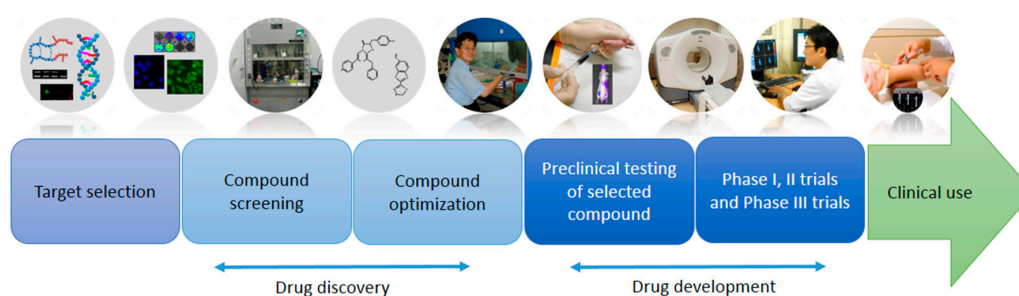 Target selection
Compound
screening
Compound
optimization
Preclinical testing
of selected
compound
Phase I, II trials
and Phase III trials
Clinical use
Drug discovery
Drug development